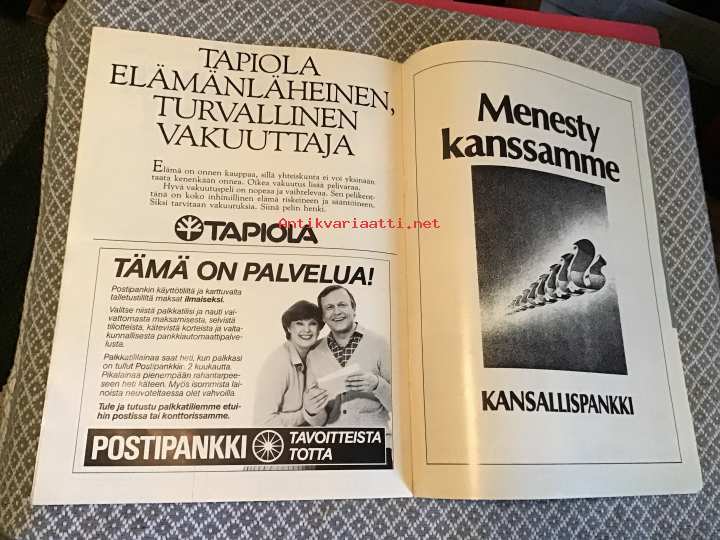 TAPIOLA
ELÄMÄNLÄHEINEN,
TURVALLINEN
VAKUUTTAJA
Elämä on onnen kauppaa, sillä yhteiskunta ei voi yksinään
taata kenenkään onnea. Oikea vakuutus lisää pelivaraa.
Hyvä vakuutuspeli on nopeaa ja vaihtelevaa. Sen pelikent-
tänä on koko inhimillinen elämä riskeineen ja sääntöineen.
Siksi tarvitaan vakuutuksia. Siinä pelin henki.
TAPIOLA
TÄMÄ ON PALVELUA!
Postipankin käyttötililtä ja karttuvalta
talletustililtä maksat ilmaiseksi.
Valitse niistä palkkatilisi ja nauti vai-
vattomasta maksamisesta, selvistä
tiliotteista, kätevistä korteista ja valta-
kunnallisesta pankkiautomaattipalve-
lusta.
Palkkatililainaa saat heti, kun palkkasi
on tullut Postipankkiin 2 kuukautta.
Pikalainaa pienempään rahantarpee-
seen heti käteen. Myös isommista lai-
noista neuvoteltaessa olet vahvoilla.
Tule ja tutustu palkkatiliemme etui-
hin postissa tai konttorissamme.
POSTIPANKKI
TAVOITTEISTA
TOTTA
Menesty
kanssamme
KANSALLISPANKKI
Antikvariaatti.net